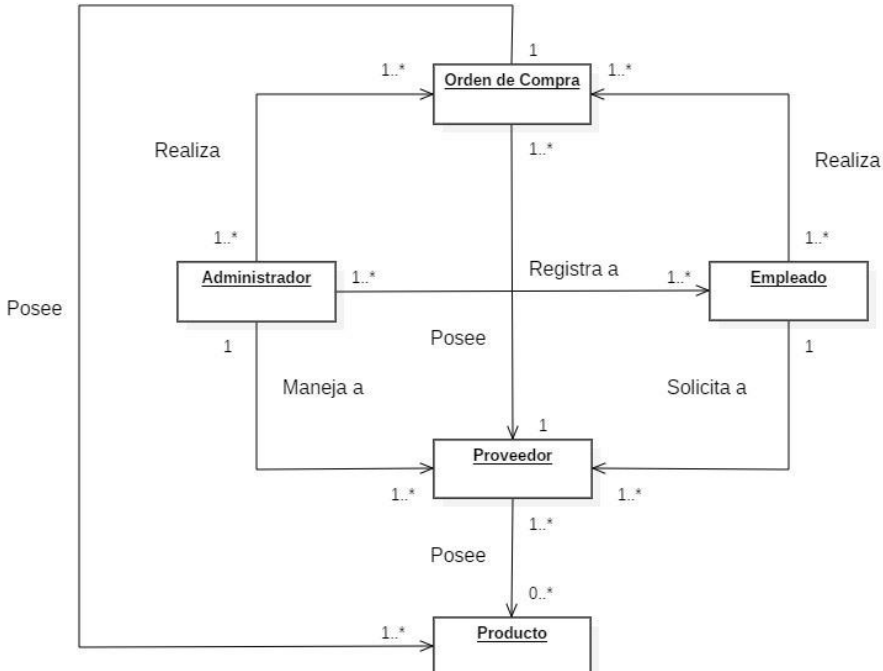 1
1..*
1..*
Orden de Compra
1..*
Realiza
Realiza
1..*
1..*
Registra a
Administrador
1..*
1..*
Empleado
Posee
Posee
1
1
Maneja a
Solicita a
1
Proveedor
1..*
1..*
1..*
Posee
0..*
1..*
Producto